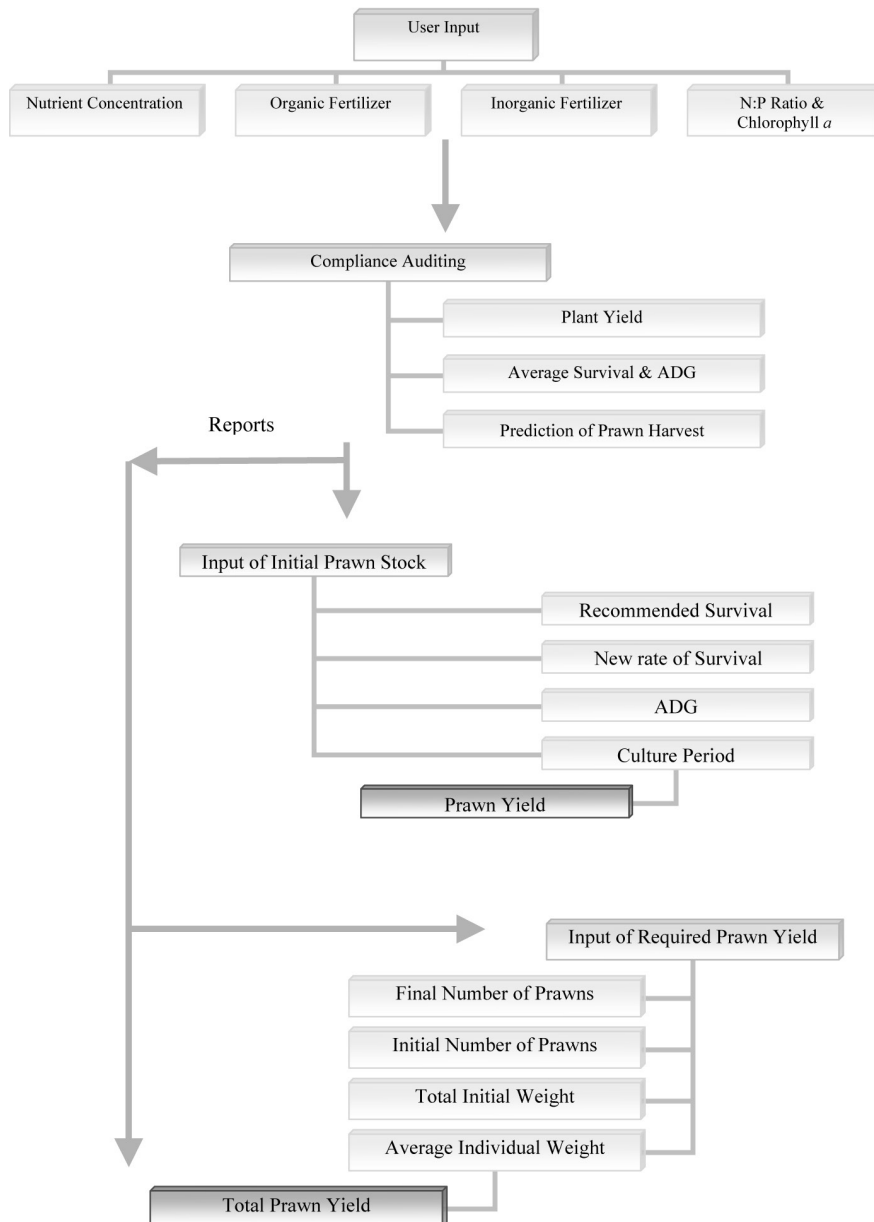 User Input
Nutrient Concentration
Organic Fertilizer
Inorganic Fertilizer
N:P Ratio &
Chlorophyll a
Compliance Auditing
Plant Yield
Average Survival & ADG
Prediction of Prawn Harvest
Reports
Input of Initial Prawn Stock
Recommended Survival
New rate of Survival
ADG
Culture Period
Prawn Yield
Input of Required Prawn Yield
Final Number of Prawns
Initial Number of Prawns
Total Initial Weight
Average Individual Weight
Total Prawn Yield